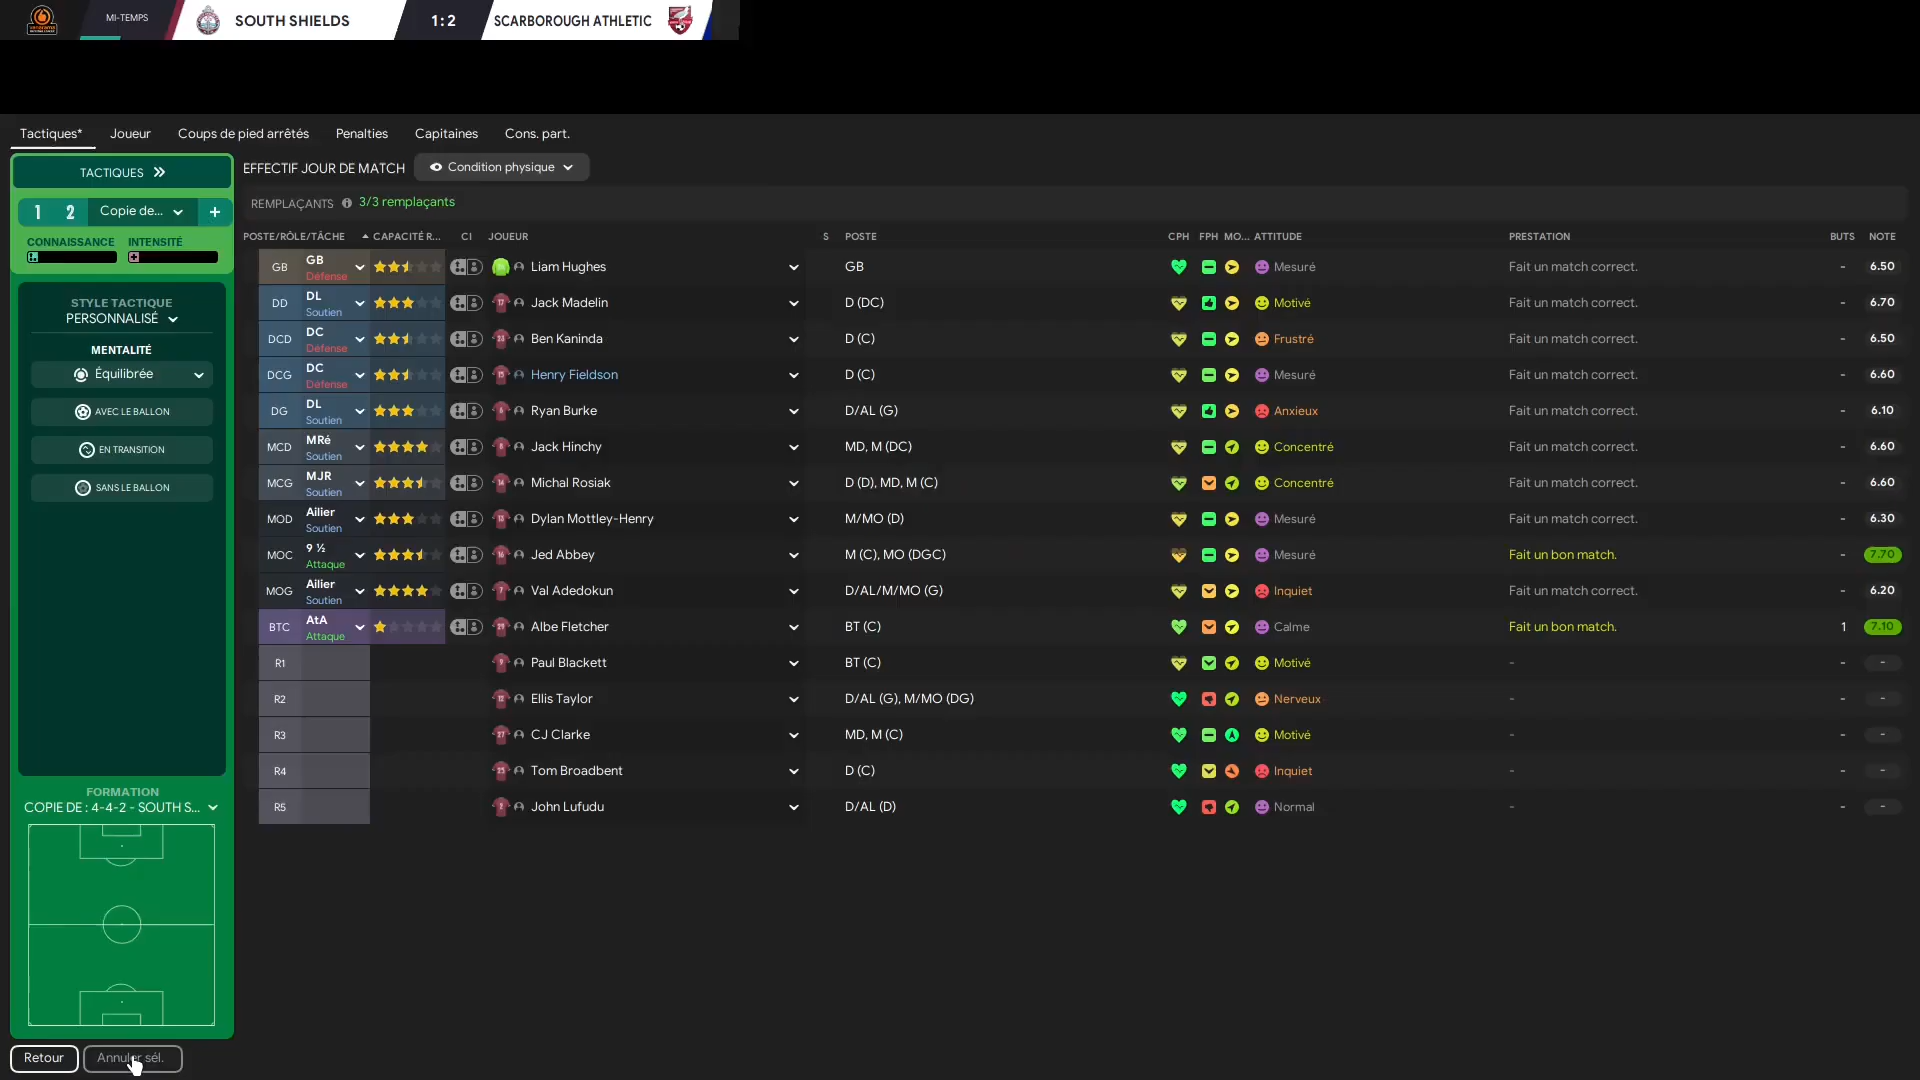 MI-TEMPS SOUTH SHIELDS 1:2 SCARBOROUGH ATHLETIC
Tactiques* Joueur Coups de pied arrêtés Penalties Capitaines Cons. part.
TACTIQUES
1 2 Copie de... +
CONNAISSANCE INTENSITÉ
STYLE TACTIQUE
PERSONNALISÉ
MENTALITÉ
Équilibrée
AVEC LE BALLON
EN TRANSITION
SANS LE BALLON
FORMATION
COPIE DE : 4-4-2 - SOUTH S...
Retour Annuler sél.
EFFECTIF JOUR DE MATCH Condition physique
REMPLAÇANTS 3/3 remplaçants
POSTE/RÔLE/TÂCHE CAPACITÉ R... CI JOUEUR S POSTE CPH FPH MO... ATTITUDE PRESTATION BUTS NOTE
GB GB Défense Liam Hughes GB Mesuré Fait un match correct. - 6.50
DD DL Soutien Jack Madelin D (DC) Motivé Fait un match correct. - 6.70
DCD DC Défense Ben Kaninda D (C) Frustré Fait un match correct. - 6.50
DCG DC Défense Henry Fieldson D (C) Mesuré Fait un match correct. - 6.60
DG DL Soutien Ryan Burke D/AL (G) Anxieux Fait un match correct. - 6.10
MCD MRé Soutien Jack Hinchy MD, M (DC) Concentré Fait un match correct. - 6.60
MCG MJR Soutien Michal Rosiak D (D), MD, M (C) Concentré Fait un match correct. - 6.60
MOD Ailier Soutien Dylan Mottley-Henry M/MO (D) Mesuré Fait un match correct. - 6.30
MOC 9 ½ Attaque Jed Abbey M (C), MO (DGC) Mesuré Fait un bon match. - 7.70
MOG Ailier Soutien Val Adedokun D/AL/M/MO (G) Inquiet Fait un match correct. - 6.20
BTC AtA Attaque Albe Fletcher BT (C) Calme Fait un bon match. 1 7.10
R1 Paul Blackett BT (C) Motivé - - -
R2 Ellis Taylor D/AL (G), M/MO (DG) Nerveux - - -
R3 CJ Clarke MD, M (C) Motivé - - -
R4 Tom Broadbent D (C) Inquiet - - -
R5 John Lufudu D/AL (D) Normal - - -